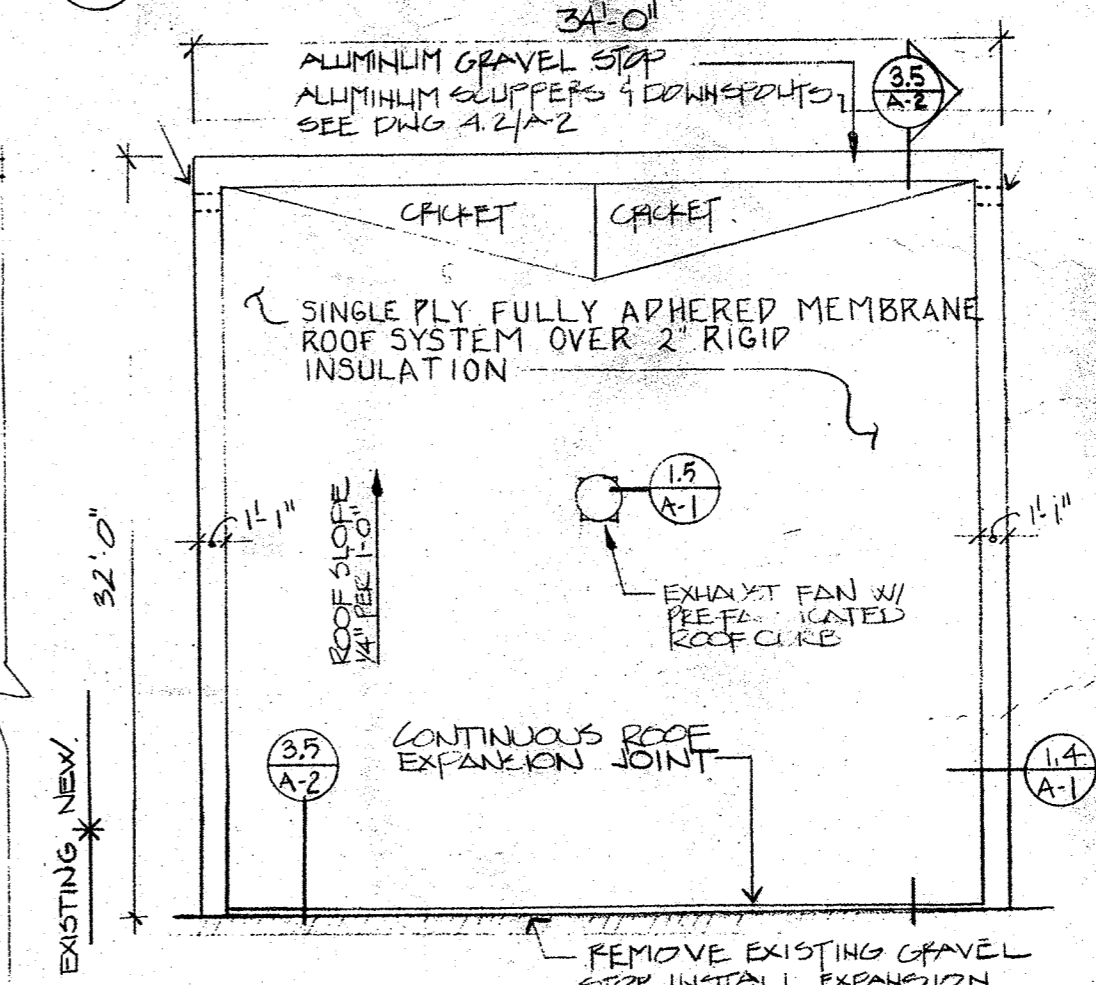 34'-0"
ALUMINUM GRAVEL STOP
ALUMINUM SCUPPERS & DOWNSPOUTS,
SEE DWG 4.2/A-2
3.5
A-2
CRICKET
CRICKET
SINGLE PLY FULLY ADHERED MEMBRANE
ROOF SYSTEM OVER 2" RIGID
INSULATION
1.5
A-1
1'-1"
1'-1"
32'-0"
ROOF SLOPE
1/4" PER 1'-0"
EXHAUST FAN W/
ROOF CURB
CONTINUOUS ROOF
EXPANSION JOINT
3.5
A-2
1.4
A-1
EXISTING NEW
REMOVE EXISTING GRAVEL
STOP INSTALL EXPANSION